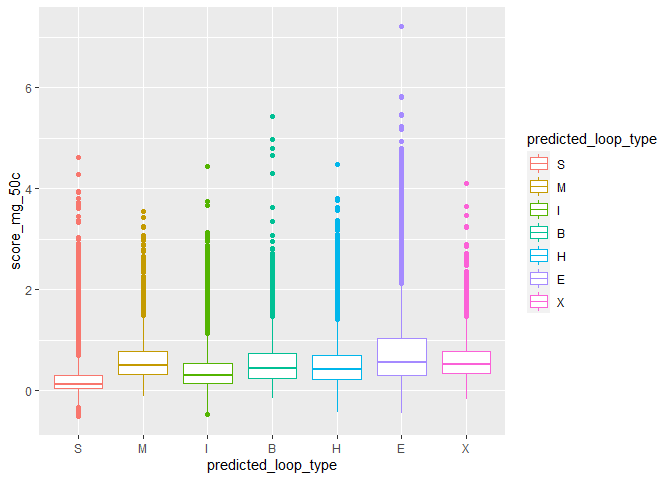 score_mg_50c
6
4
2
0
S M I B H E X
predicted_loop_type
predicted_loop_type
S
M
I
B
H
E
X